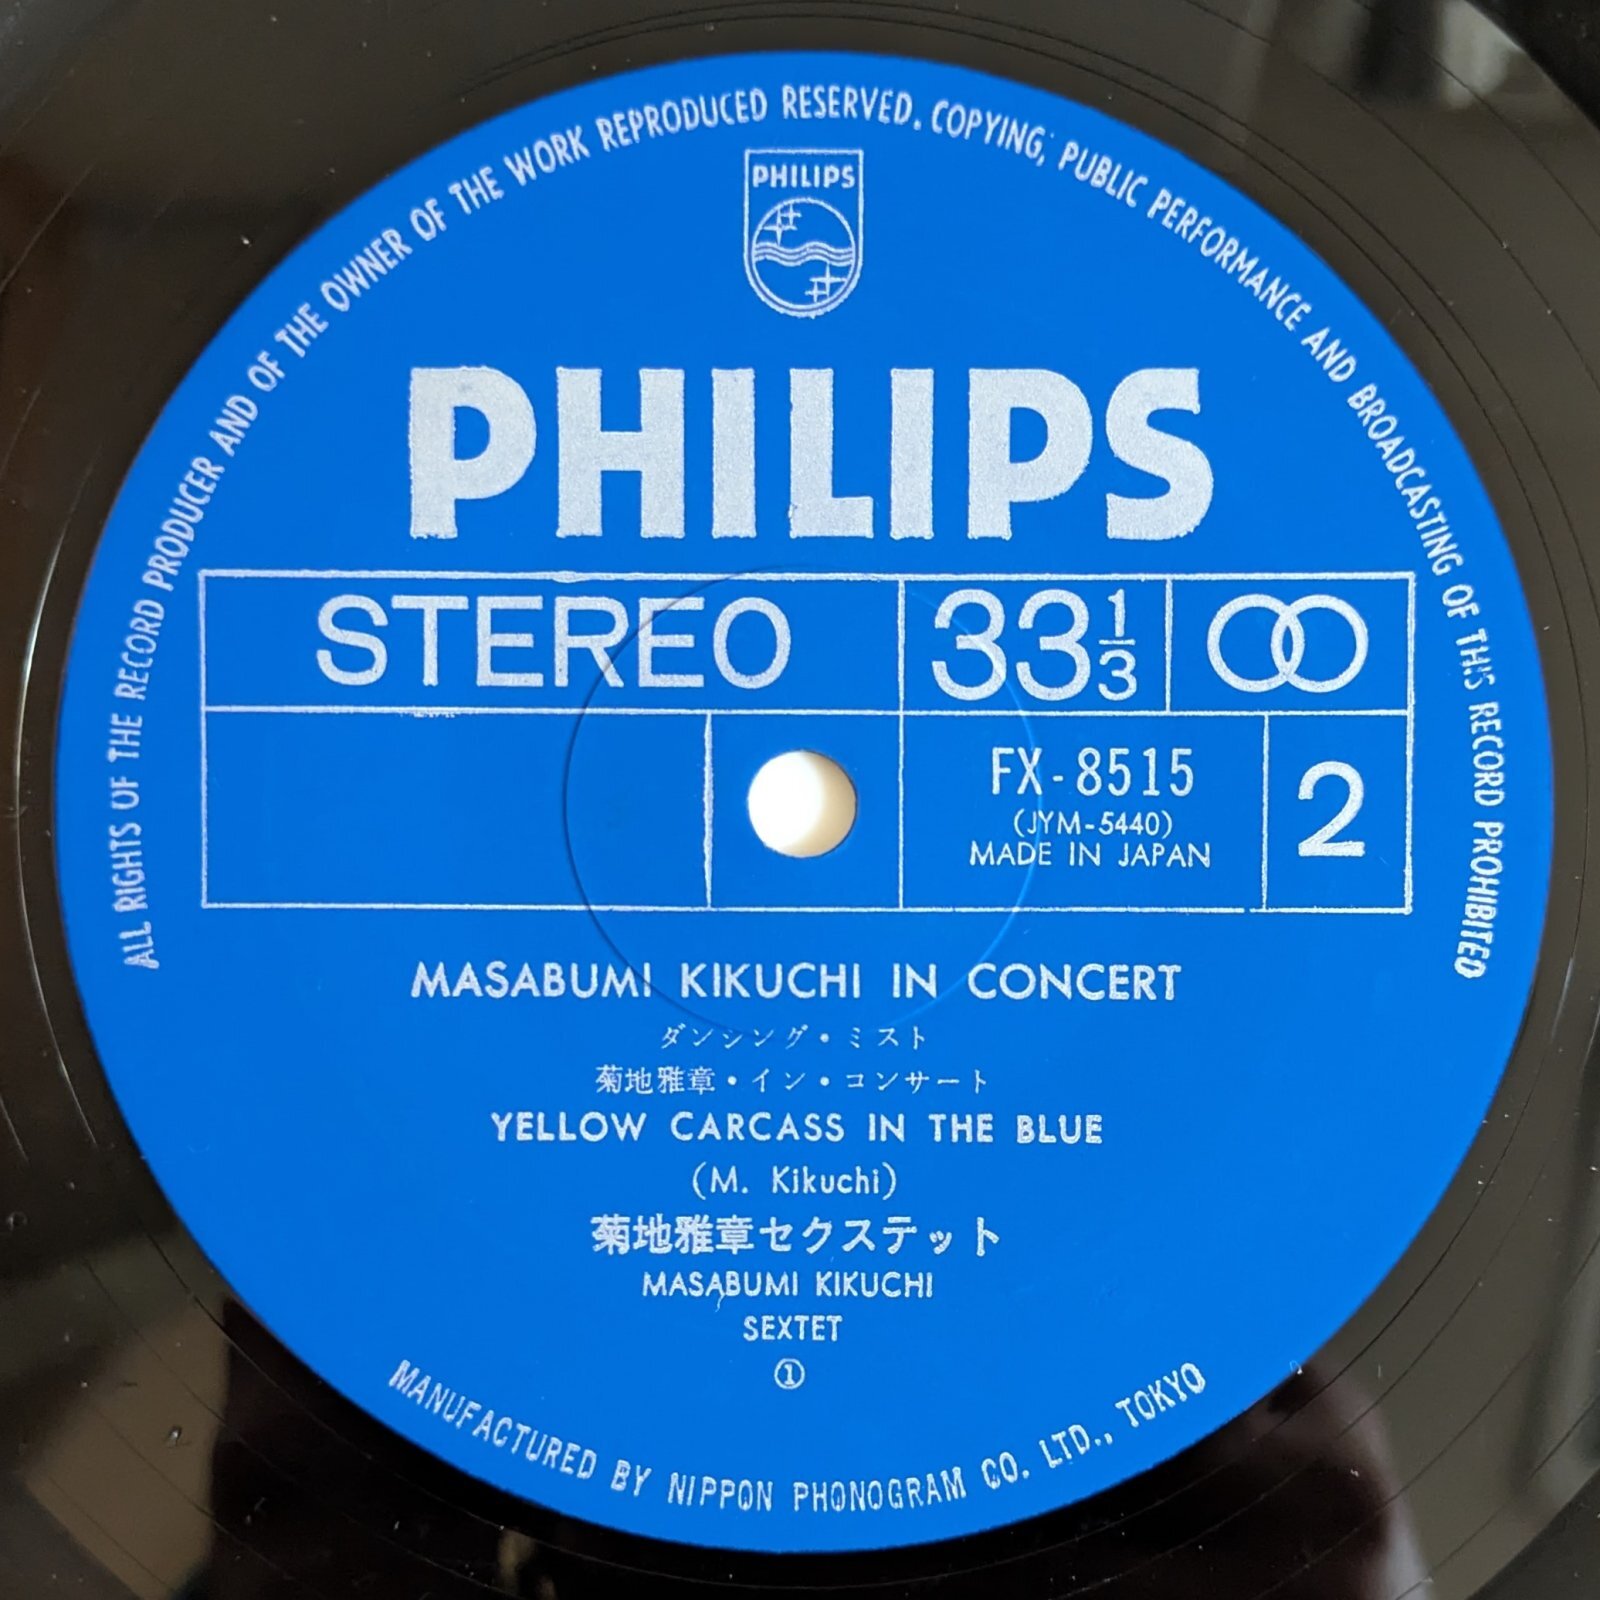 ALL RIGHTS OF THE RECORD PRODUCER AND OF THE OWNER OF THE WORK REPRODUCED RESERVED. COPYING, PUBLIC PERFORMANCE AND BROADCASTING OF THIS RECORD PROHIBITED
PHILIPS
PHILIPS
STEREO 33 1/3
FX-8515
(JYM-5440)
MADE IN JAPAN
2
MASABUMI KIKUCHI IN CONCERT
ダンシング・ミスト
菊地雅章・イン・コンサート
YELLOW CARCASS IN THE BLUE
(M. Kikuchi)
菊地雅章セクステット
MASABUMI KIKUCHI
SEXTET
①
MANUFACTURED BY NIPPON PHONOGRAM CO. LTD., TOKYO